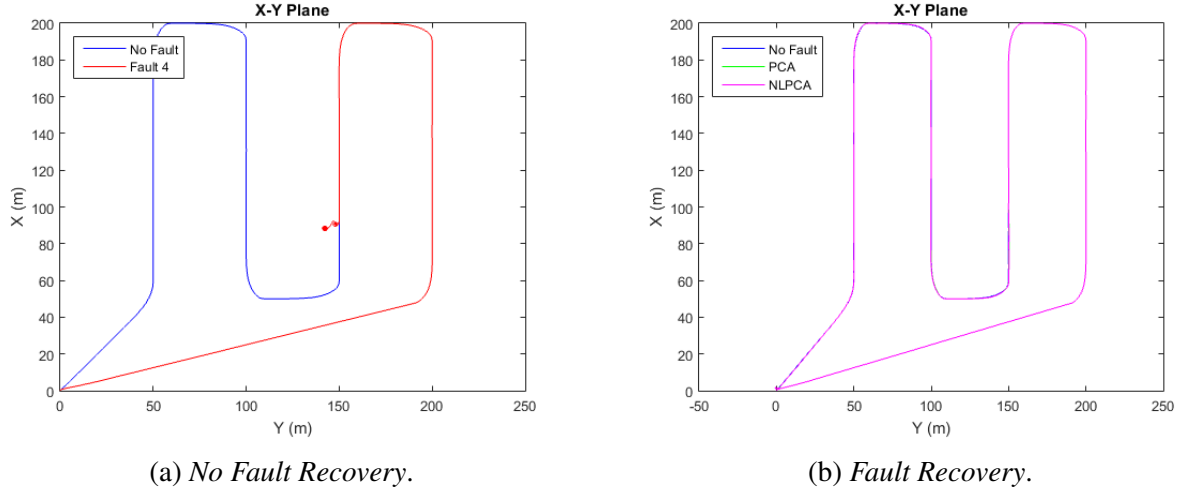 X-Y Plane
No Fault
Fault 4
200
180
160
140
120
100
80
60
40
20
0
X (m)
0 50 100 150 200 250
Y (m)
(a) No Fault Recovery.
X-Y Plane
No Fault
PCA
NLPCA
200
180
160
140
120
100
80
60
40
20
0
X (m)
-50 0 50 100 150 200 250
Y (m)
(b) Fault Recovery.